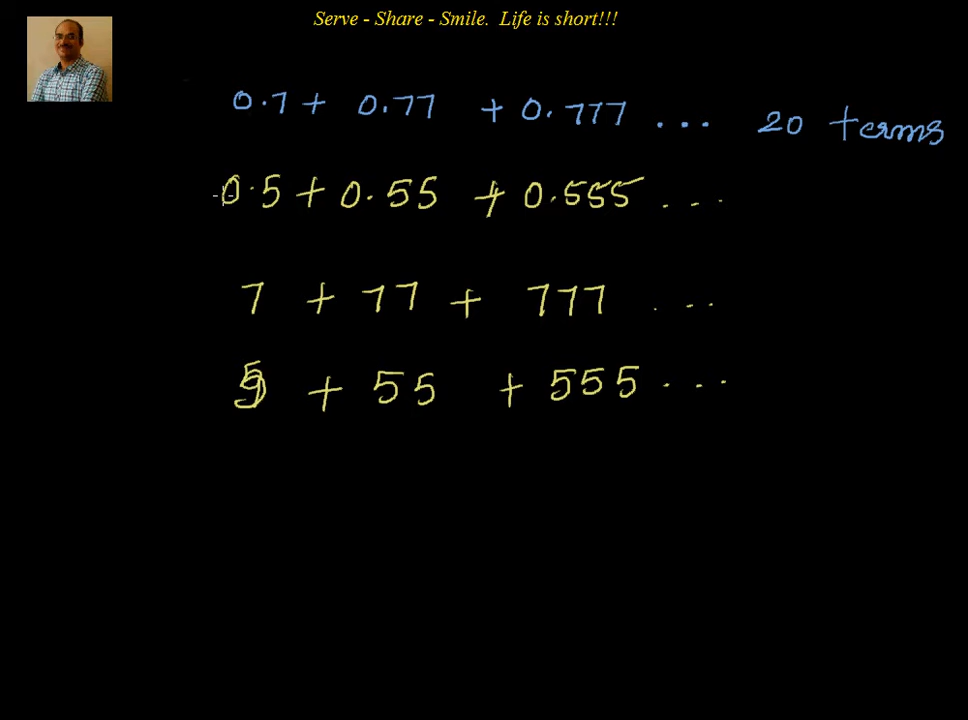 Serve - Share - Smile. Life is short!!!
0.7 + 0.77 + 0.777 ... 20 terms
0.5 + 0.55 + 0.555 ...
7 + 77 + 777 ...
5 + 55 + 555 ...